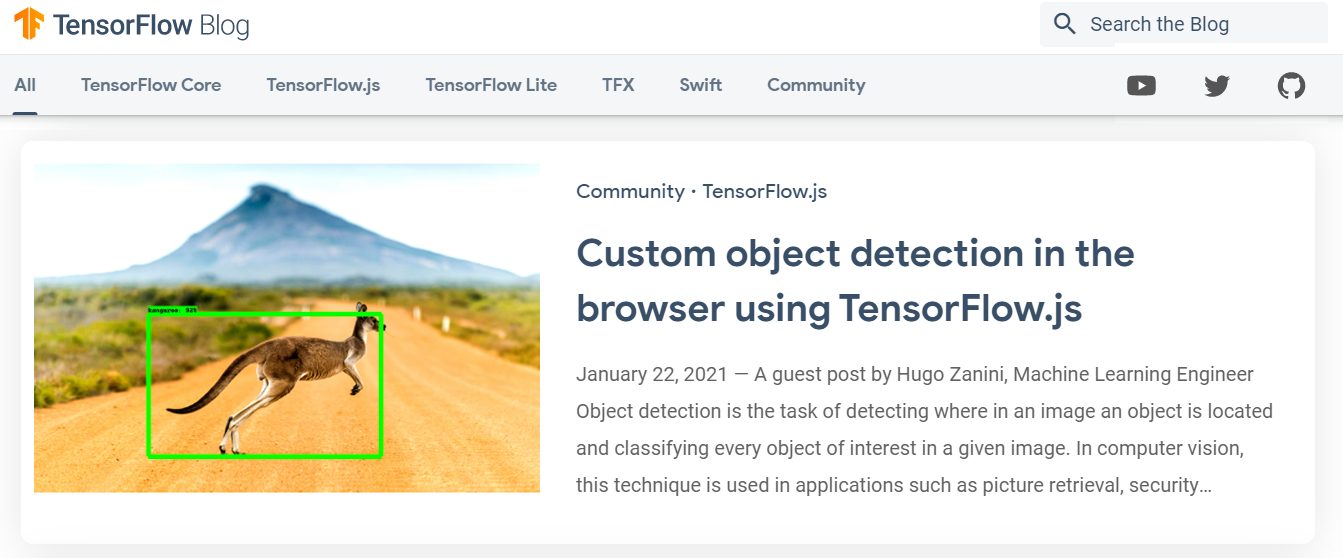 TensorFlow Blog
Search the Blog
All TensorFlow Core TensorFlow.js TensorFlow Lite TFX Swift Community
kangaroo: 92%
Community · TensorFlow.js
Custom object detection in the
browser using TensorFlow.js
January 22, 2021 — A guest post by Hugo Zanini, Machine Learning Engineer
Object detection is the task of detecting where in an image an object is located
and classifying every object of interest in a given image. In computer vision,
this technique is used in applications such as picture retrieval, security…